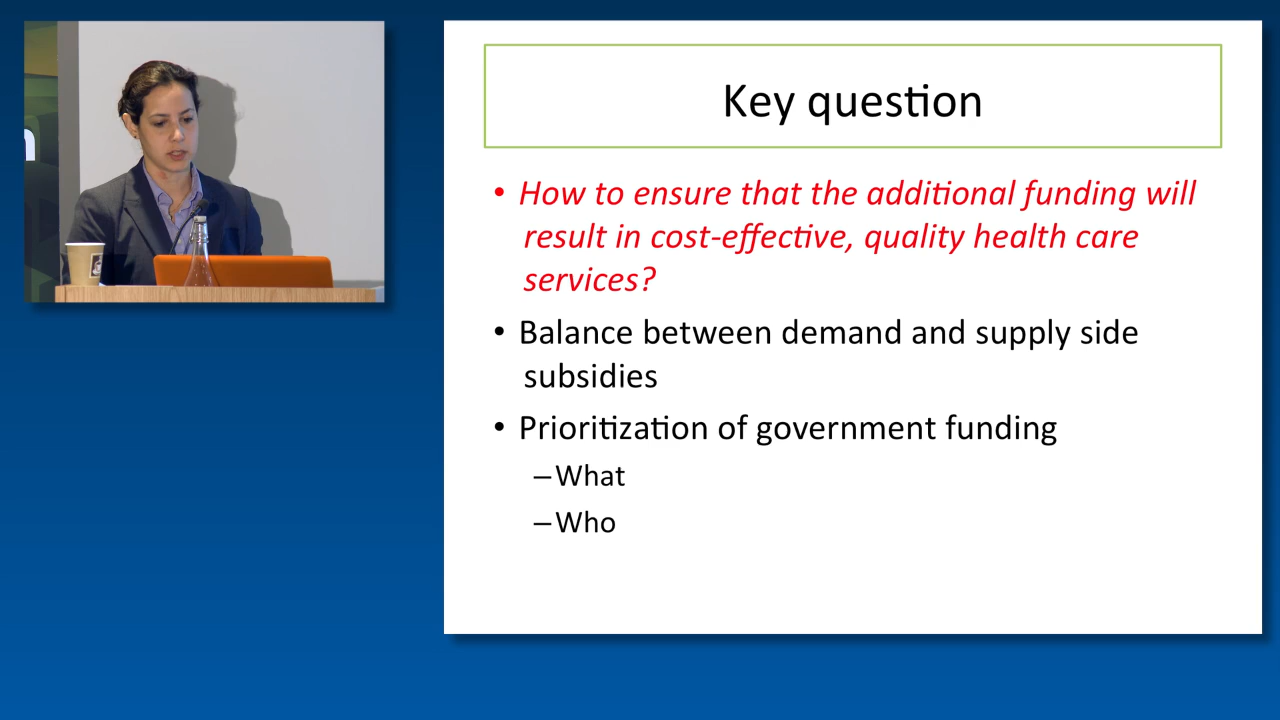 Key question
• How to ensure that the additional funding will
result in cost-effective, quality health care
services?
• Balance between demand and supply side
subsidies
• Prioritization of government funding
–What
–Who